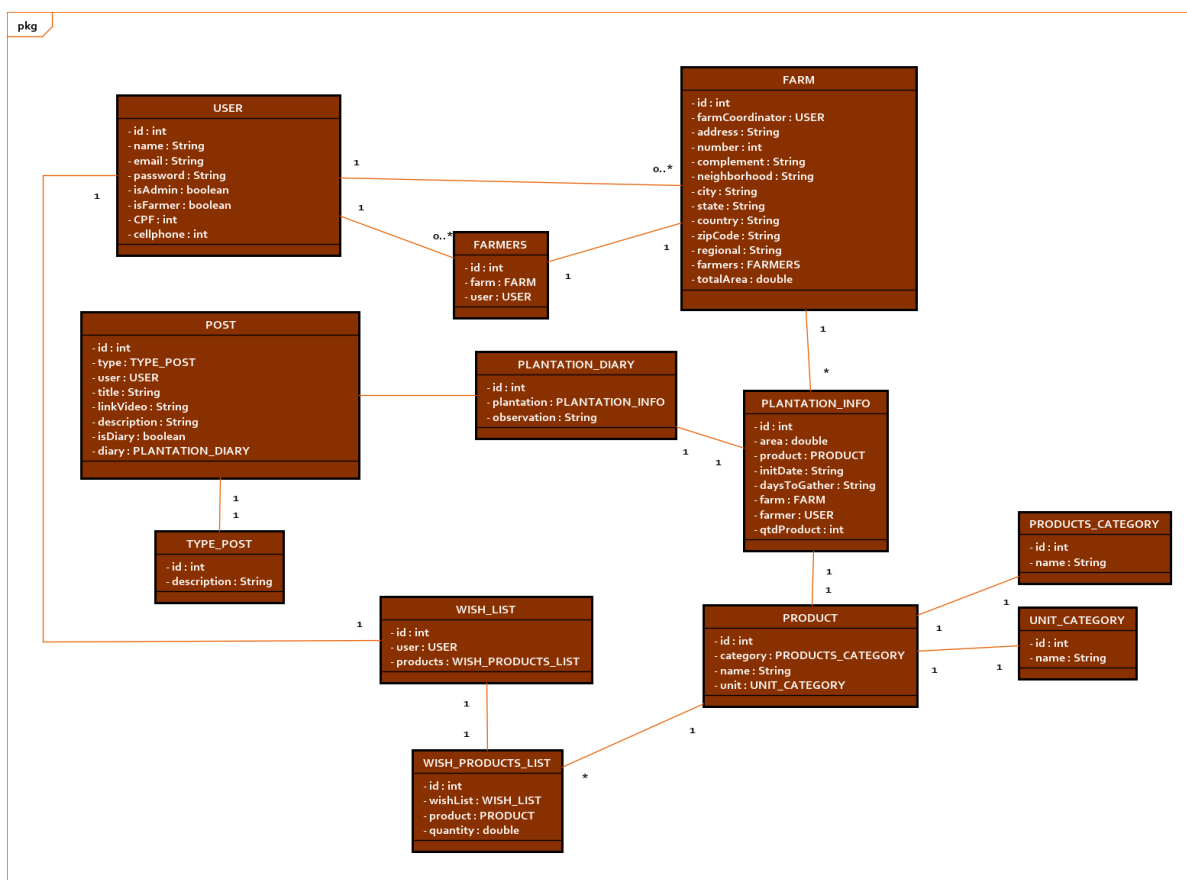 pkg
USER
- id : int
- name : String
- email : String
- password : String
- isAdmin : boolean
- isFarmer : boolean
- CPF : int
- cellphone : int
FARM
- id : int
- farmCoordinator : USER
- address : String
- number : int
- complement : String
- neighborhood : String
- city : String
- state : String
- country : String
- zipCode : String
- regional : String
- farmers : FARMERS
- totalArea : double
1
o..*
1
1
o..*
1
1
FARMERS
- id : int
- farm : FARM
- user : USER
POST
- id : int
- type : TYPE_POST
- user : USER
- title : String
- linkVideo : String
- description : String
- isDiary : boolean
- diary : PLANTATION_DIARY
PLANTATION_DIARY
- id : int
- plantation : PLANTATION_INFO
- observation : String
1
*
PLANTATION_INFO
- id : int
- area : double
- product : PRODUCT
- initDate : String
- daysToGather : String
- farm : FARM
- farmer : USER
- qtdProduct : int
1
1
1
1
TYPE_POST
- id : int
- description : String
PRODUCTS_CATEGORY
- id : int
- name : String
1
1
1
1
UNIT_CATEGORY
- id : int
- name : String
1
1
PRODUCT
- id : int
- category : PRODUCTS_CATEGORY
- name : String
- unit : UNIT_CATEGORY
1
WISH_LIST
- id : int
- user : USER
- products : WISH_PRODUCTS_LIST
1
1
1
*
WISH_PRODUCTS_LIST
- id : int
- wishList : WISH_LIST
- product : PRODUCT
- quantity : double